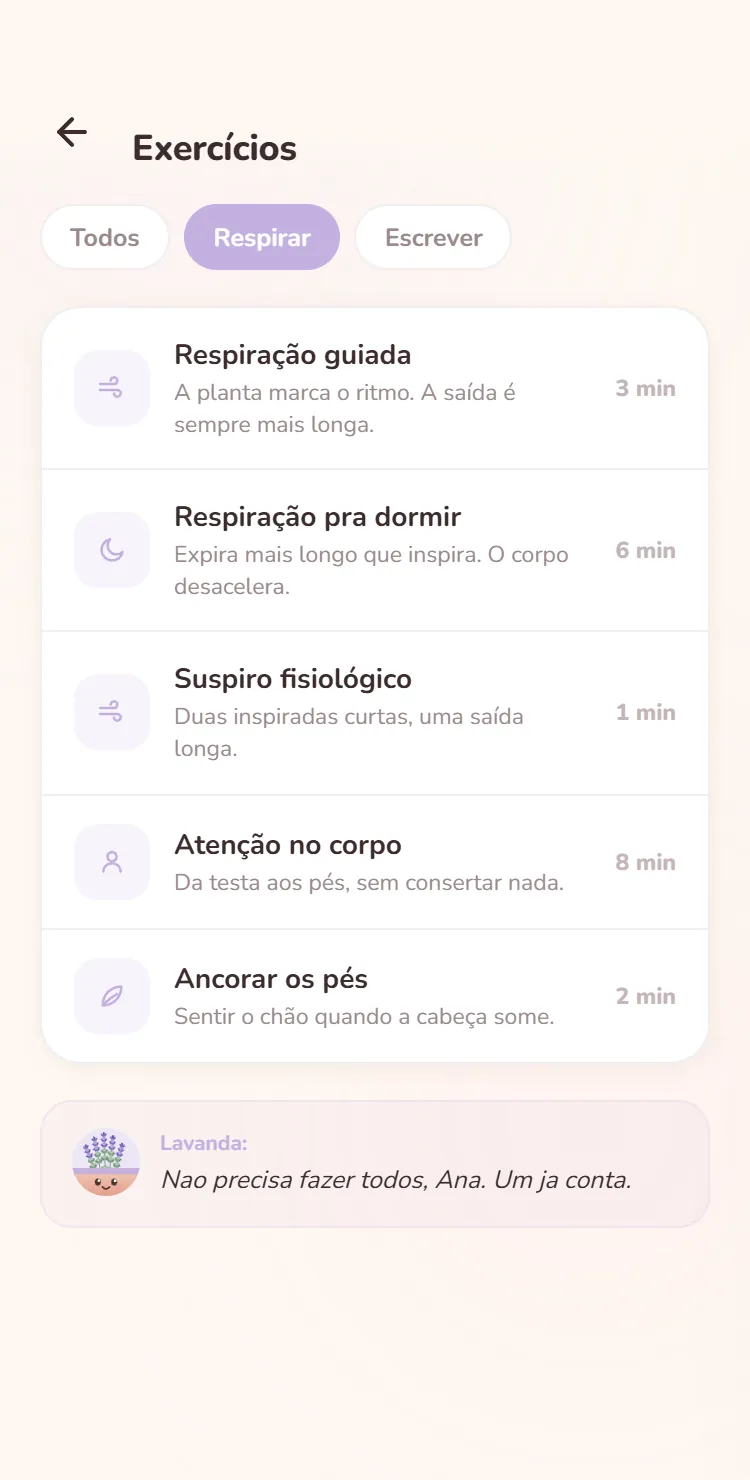 Exercícios
Todos
Respirar
Escrever
Respiração guiada
A planta marca o ritmo. A saída é
sempre mais longa.
3 min
Respiração pra dormir
Expira mais longo que inspira. O corpo
desacelera.
6 min
Suspiro fisiológico
Duas inspiradas curtas, uma saída
longa.
1 min
Atenção no corpo
Da testa aos pés, sem consertar nada.
8 min
Ancorar os pés
Sentir o chão quando a cabeça some.
2 min
Lavanda:
Nao precisa fazer todos, Ana. Um ja conta.